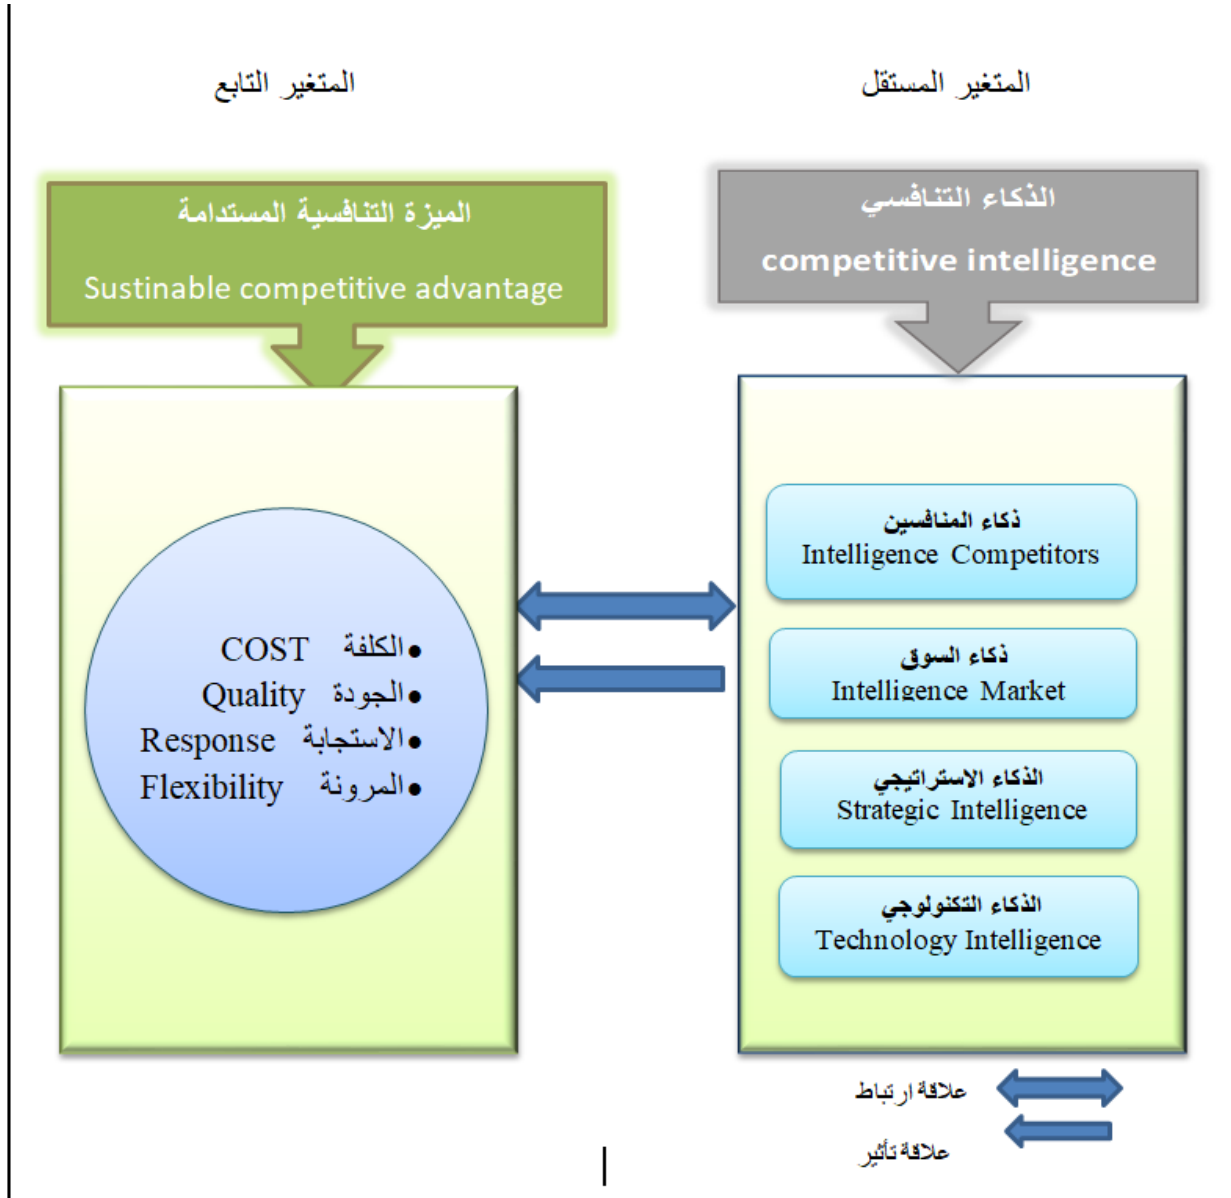 المتغير المستقل
المتغير التابع
الذكاء التنافسي
competitive intelligence
الميزة التنافسية المستدامة
Sustinable competitive advantage
ذكاء المنافسين
Intelligence Competitors
ذكاء السوق
Intelligence Market
الذكاء الاستراتيجي
Strategic Intelligence
الذكاء التكنولوجي
Technology Intelligence
•الكلفة COST
•الجودة Quality
•الاستجابة Response
•المرونة Flexibility
علاقة ارتباط
علاقة تأثير